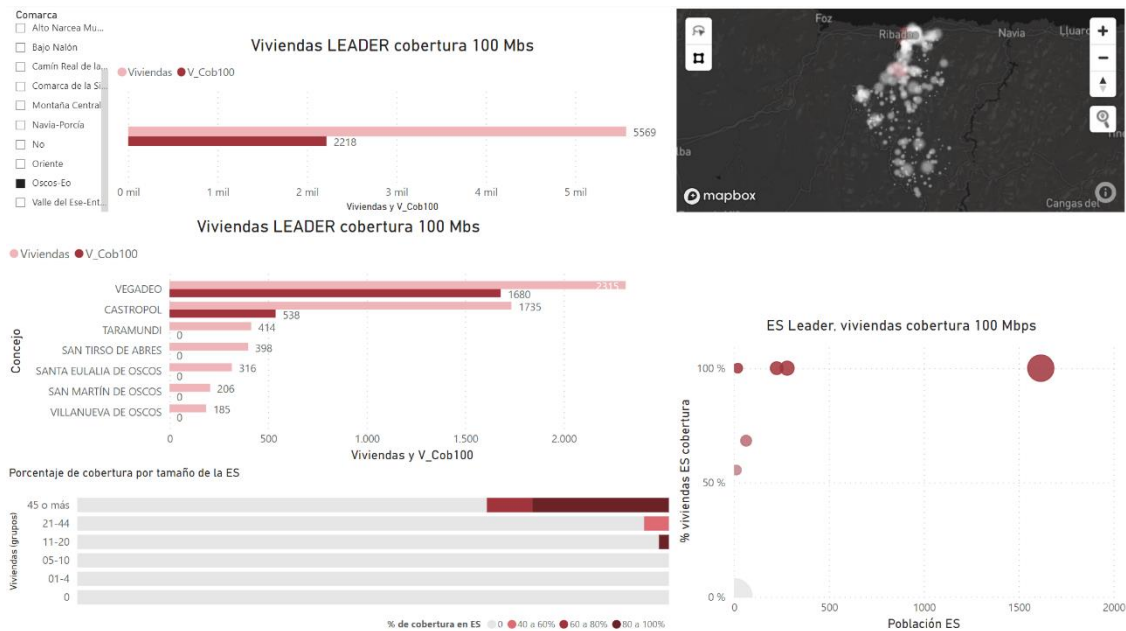 Comarca
Alto Narcea Mu...
Bajo Nalón
Camín Real de la...
Comarca de la Si...
Montaña Central
Navia-Porcía
No
Oriente
Oscos-Eo
Valle del Ese-Ent...
Viviendas LEADER cobertura 100 Mbs
Viviendas V_Cob100
5569
2218
0 mil 1 mil 2 mil 3 mil 4 mil 5 mil
Viviendas y V_Cob100
Foz
Ribadeo
Navia
Luarc
lba
Tinc
Cangas del
mapbox
Viviendas LEADER cobertura 100 Mbs
Viviendas V_Cob100
Concejo
VEGADEO 2315
1680
CASTROPOL 1735
538
TARAMUNDI 414
0
SAN TIRSO DE ABRES 398
0
SANTA EULALIA DE OSCOS 316
0
SAN MARTÍN DE OSCOS 206
0
VILLANUEVA DE OSCOS 185
0
0 500 1.000 1.500 2.000
Viviendas y V_Cob100
Porcentaje de cobertura por tamaño de la ES
Viviendas (grupos)
45 o más
21-44
11-20
05-10
01-4
0
% de cobertura en ES 0 40 a 60% 60 a 80% 80 a 100%
ES Leader, viviendas cobertura 100 Mbps
% viviendas ES cobertura
100 %
50 %
0 %
0 500 1000 1500 2000
Población ES